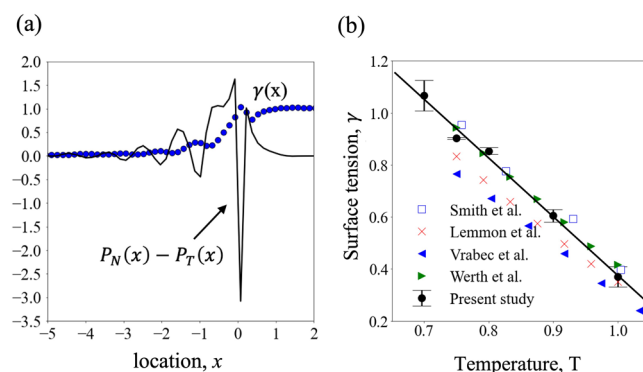 (a)
(b)
2.0
1.5
1.0
0.5
0.0
−0.5
−1.0
−1.5
−2.0
−2.5
−3.0
−3.5
γ(x)
P_N(x) − P_T(x)
−5 −4 −3 −2 −1 0 1 2
location, x
Surface tension, γ
1.2
1.0
0.8
0.6
0.4
0.2
Smith et al.
Lemmon et al.
Vrabec et al.
Werth et al.
Present study
0.7 0.8 0.9 1.0
Temperature, T